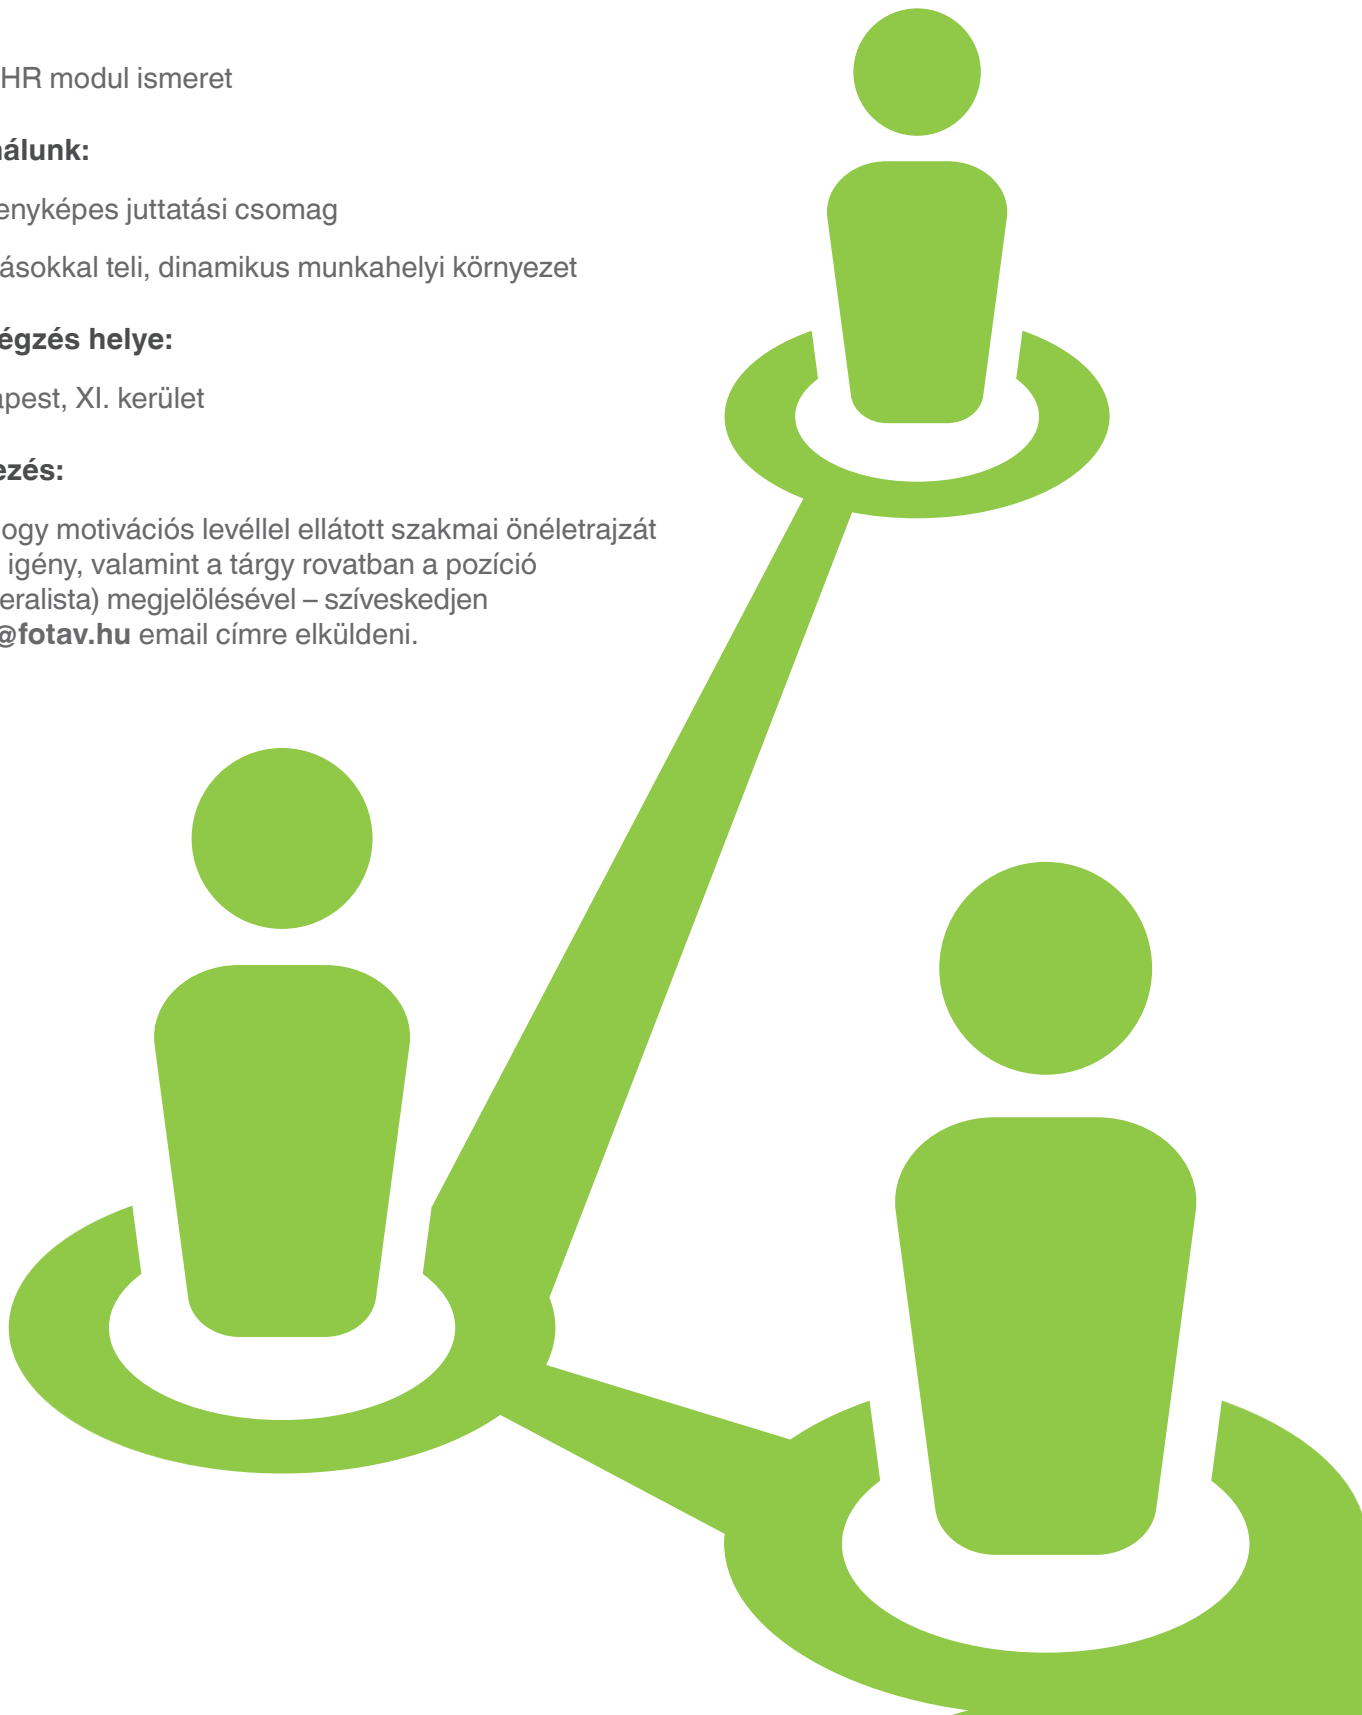 HR modul ismeret
nálunk:
enyképes juttatási csomag
ásokkal teli, dinamikus munkahelyi környezet
égzés helye:
apest, XI. kerület
ezés:
ogy motivációs levéllel ellátott szakmai önéletrajzát
igény, valamint a tárgy rovatban a pozíció
eralista) megjelölésével – szíveskedjen
@fotav.hu email címre elküldeni.